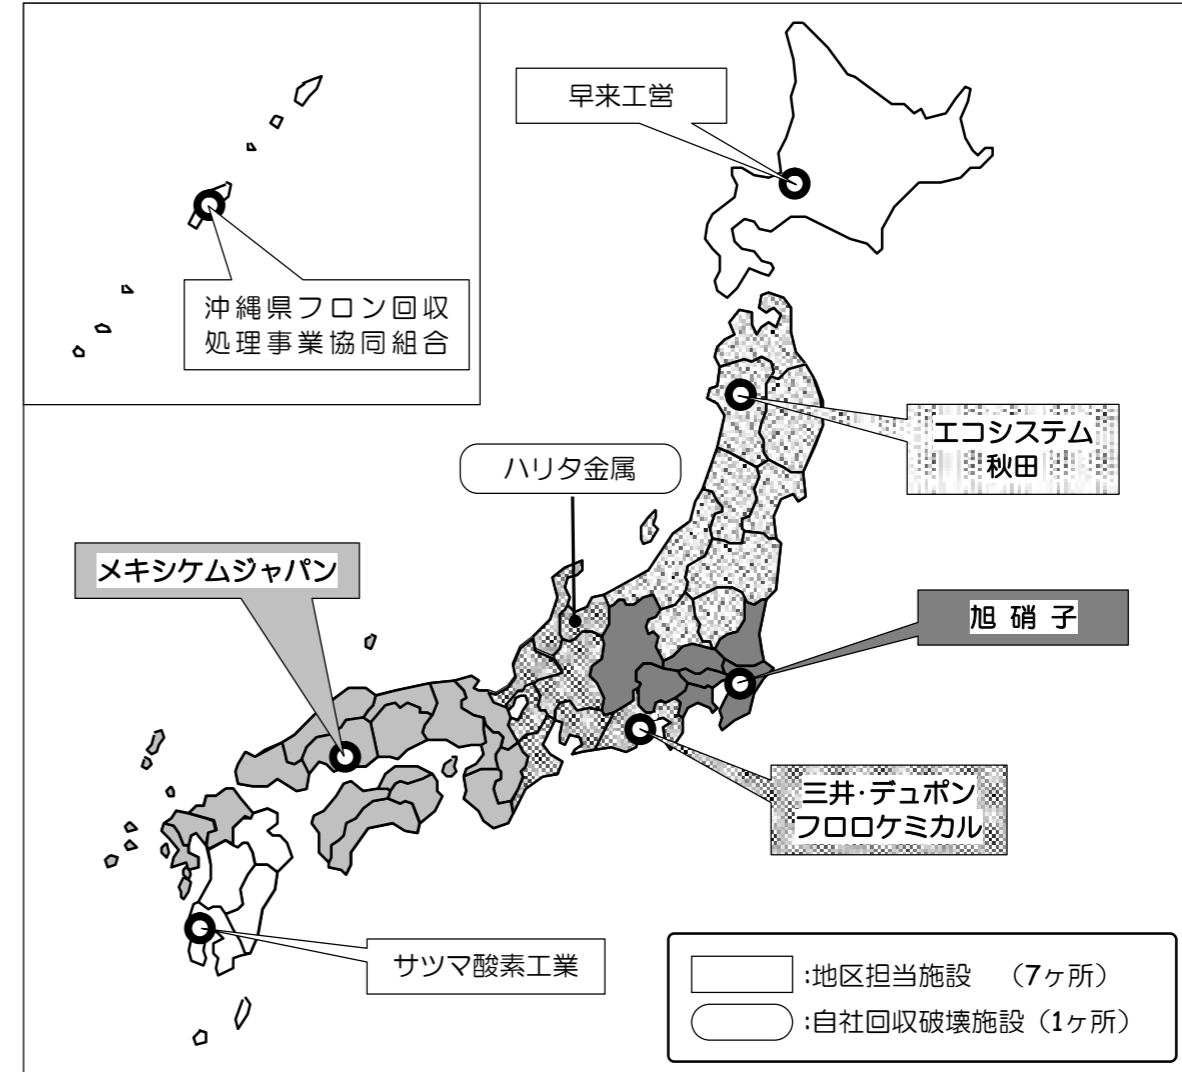 早来工営
沖縄県フロン回収
処理事業協同組合
エコシステム
秋田
ハリタ金属
メキシケムジャパン
旭硝子
三井・デュポン
フロロケミカル
サツマ酸素工業
:地区担当施設 （7ヶ所）
:自社回収破壊施設（1ヶ所）